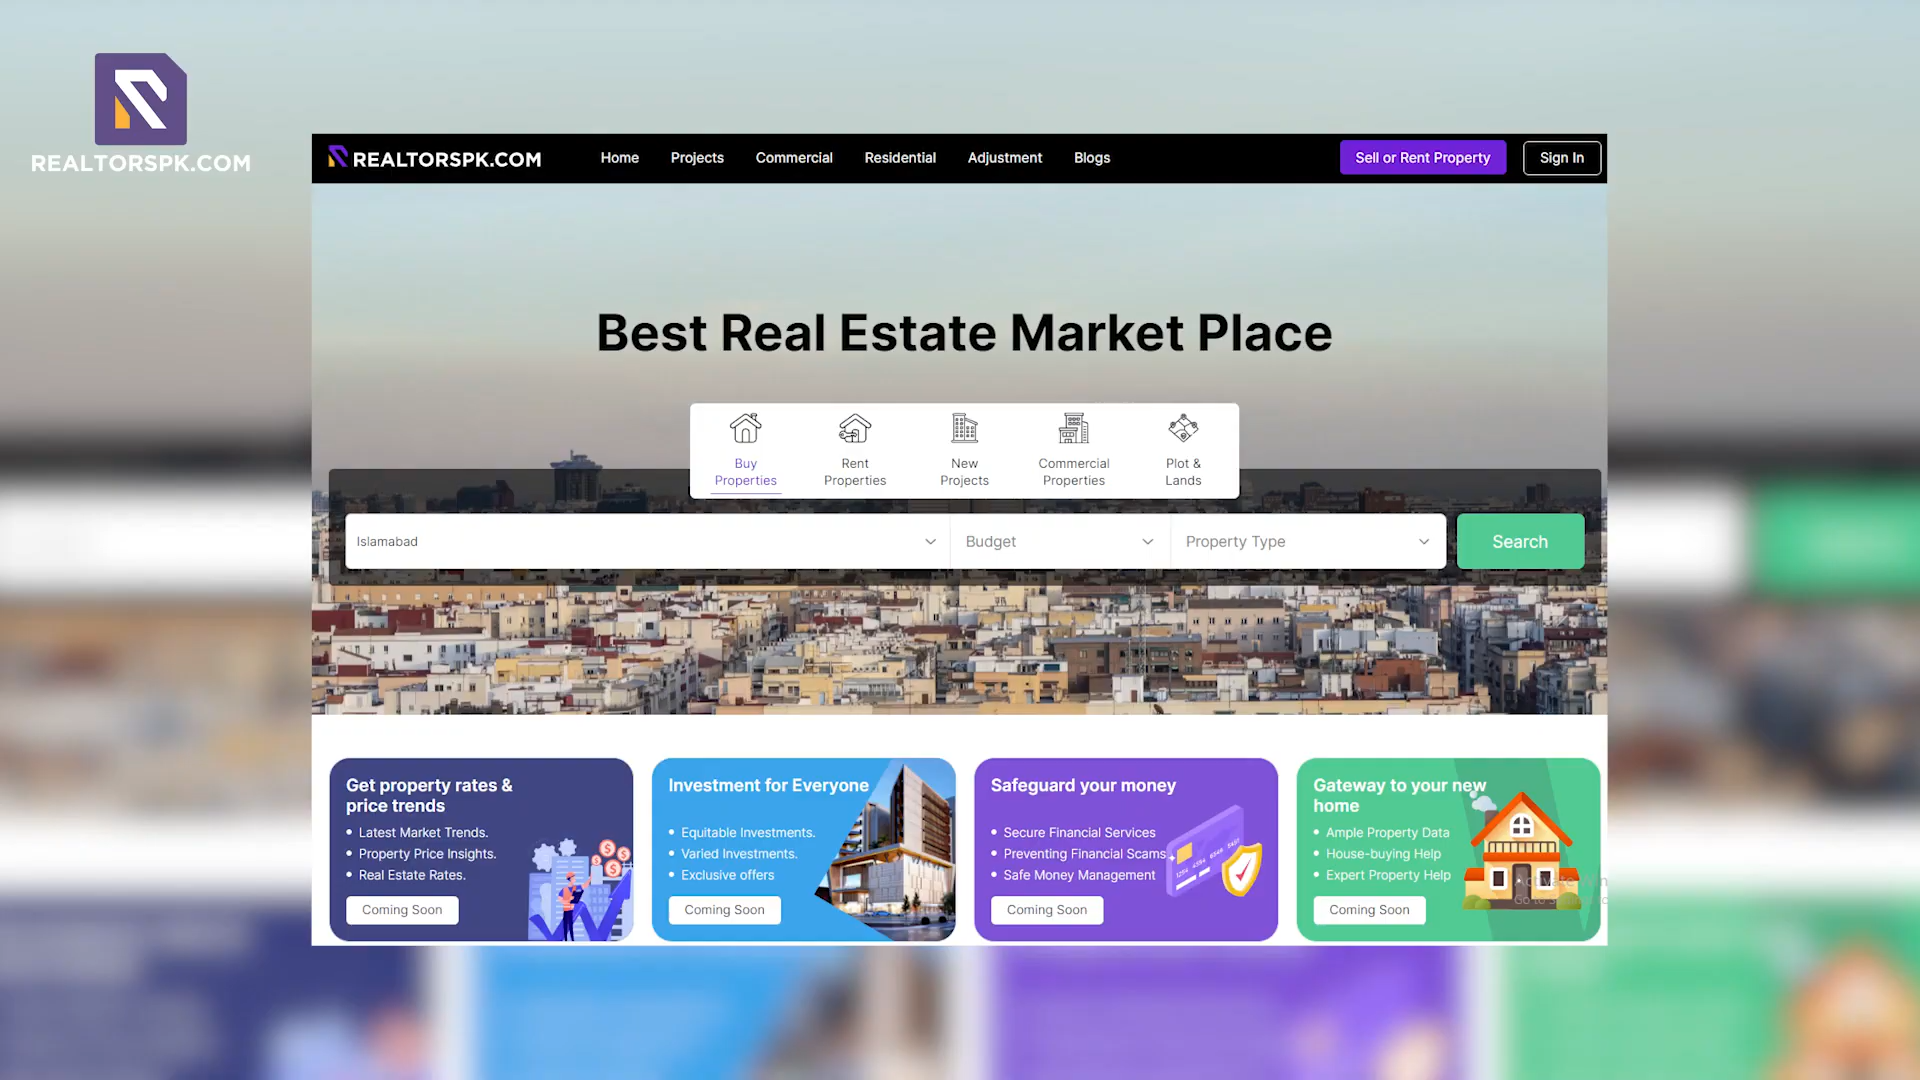 REALTORSPK.COM
REALTORSPK.COM
Home
Projects
Commercial
Residential
Adjustment
Blogs
Sell or Rent Property
Sign In
Best Real Estate Market Place
Buy
Properties
Rent
Properties
New
Projects
Commercial
Properties
Plot &
Lands
Islamabad
Budget
Property Type
Search
Get property rates &
price trends
• Latest Market Trends.
• Property Price Insights.
• Real Estate Rates.
Coming Soon
Investment for Everyone
• Equitable Investments.
• Varied Investments.
• Exclusive offers
Coming Soon
Safeguard your money
• Secure Financial Services
• Preventing Financial Scams
• Safe Money Management
Coming Soon
Gateway to your new
home
• Ample Property Data
• House-buying Help
• Expert Property Help
Coming Soon